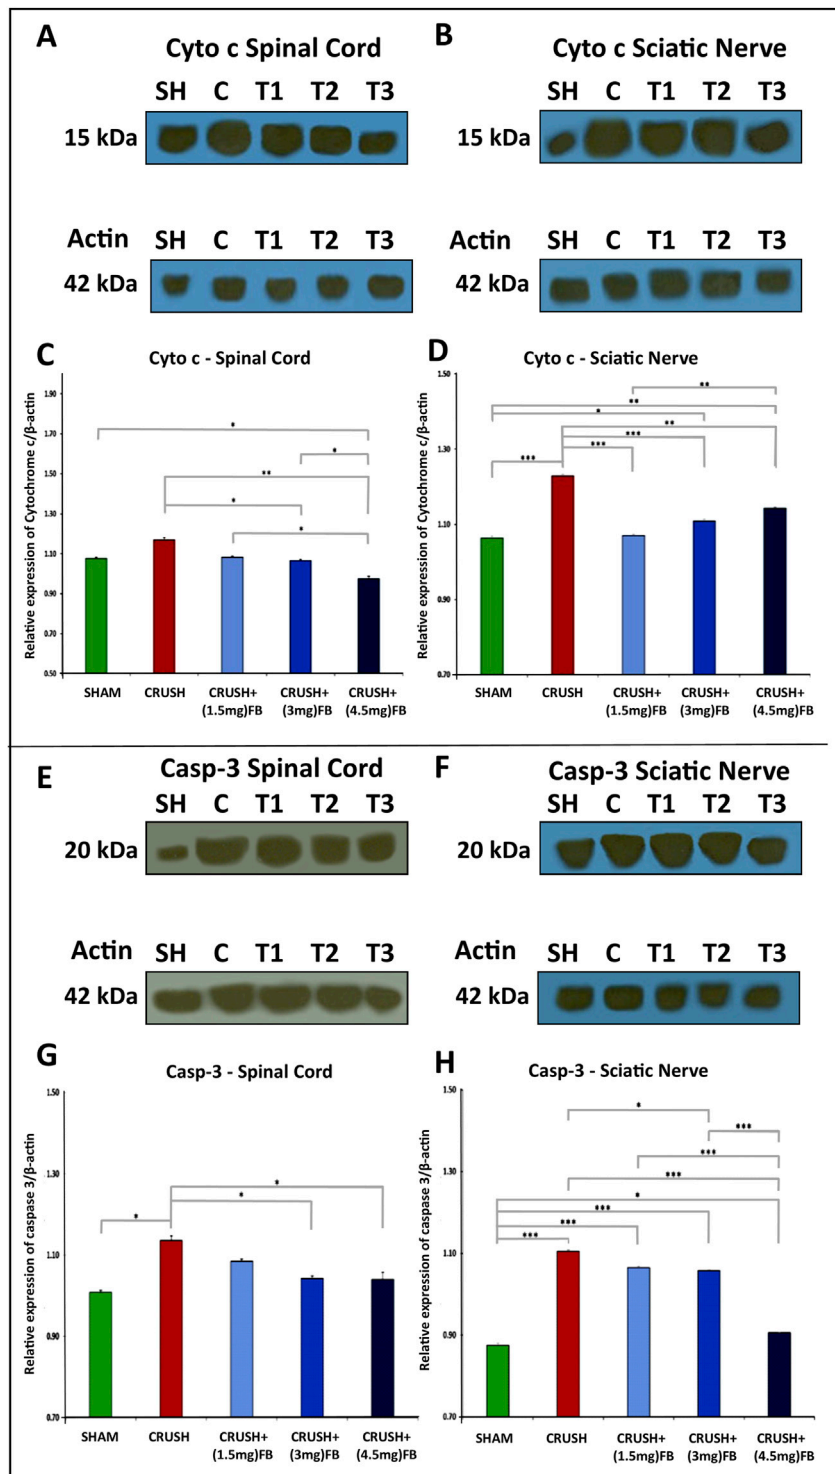 A
Cyto c Spinal Cord
SH C T1 T2 T3
15 kDa
Actin SH C T1 T2 T3
42 kDa
B
Cyto c Sciatic Nerve
SH C T1 T2 T3
15 kDa
Actin SH C T1 T2 T3
42 kDa
C
Cyto c - Spinal Cord
Relative expression of Cytochrome c/β-actin
1.90
1.70
1.50
1.30
1.10
0.90
0.70
0.50
*
*
**
*
*
SHAM CRUSH CRUSH+ CRUSH+ CRUSH+
(1.5mg)FB (3mg)FB (4.5mg)FB
D
Cyto c - Sciatic Nerve
Relative expression of Cytochrome c/β-actin
1.50
1.30
1.10
0.90
0.70
**
**
*
**
***
***
***
SHAM CRUSH CRUSH+ CRUSH+ CRUSH+
(1.5mg)FB (3mg)FB (4.5mg)FB
E
Casp-3 Spinal Cord
SH C T1 T2 T3
20 kDa
Actin SH C T1 T2 T3
42 kDa
F
Casp-3 Sciatic Nerve
SH C T1 T2 T3
20 kDa
Actin SH C T1 T2 T3
42 kDa
G
Casp-3 - Spinal Cord
Relative expression of caspase 3/β-actin
1.50
1.30
1.10
0.90
0.70
*
*
*
SHAM CRUSH CRUSH+ CRUSH+ CRUSH+
(1.5mg)FB (3mg)FB (4.5mg)FB
H
Casp-3 - Sciatic Nerve
Relative expression of caspase 3/β-actin
1.50
1.30
1.10
0.90
0.70
*
***
***
***
*
***
***
***
SHAM CRUSH CRUSH+ CRUSH+ CRUSH+
(1.5mg)FB (3mg)FB (4.5mg)FB